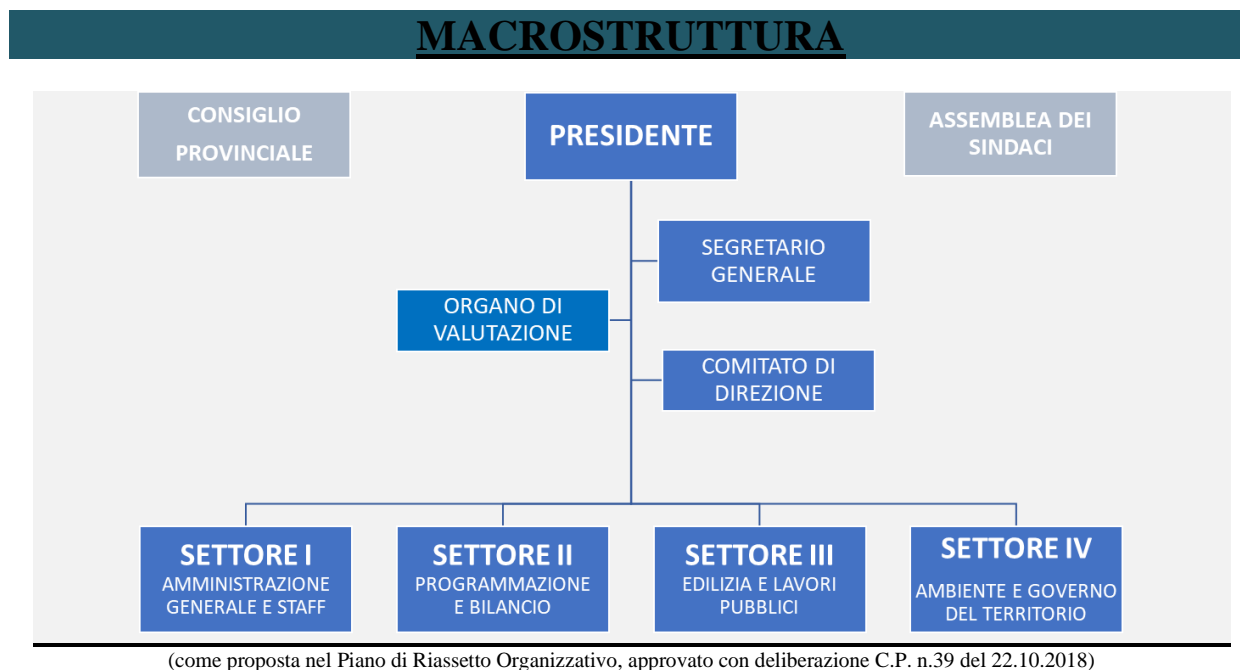 MACROSTRUTTURA
CONSIGLIO
PROVINCIALE
PRESIDENTE
ASSEMBLEA DEI
SINDACI
SEGRETARIO
GENERALE
ORGANO DI
VALUTAZIONE
COMITATO DI
DIREZIONE
SETTORE I
AMMINISTRAZIONE
GENERALE E STAFF
SETTORE II
PROGRAMMAZIONE
E BILANCIO
SETTORE III
EDILIZIA E LAVORI
PUBBLICI
SETTORE IV
AMBIENTE E GOVERNO
DEL TERRITORIO
(come proposta nel Piano di Riassetto Organizzativo, approvato con deliberazione C.P. n.39 del 22.10.2018)